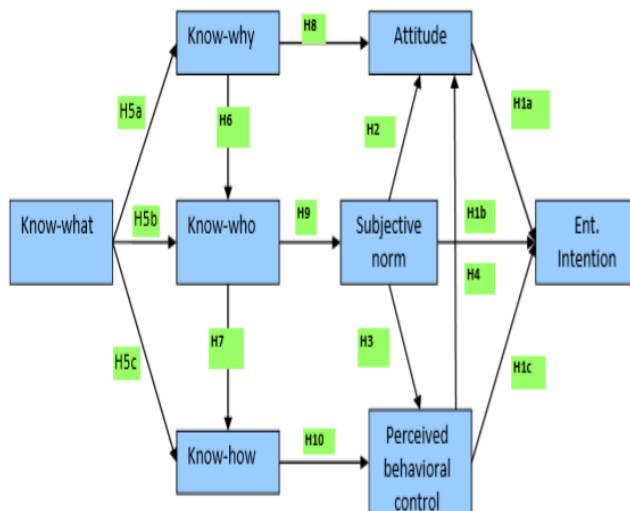 Know-why
H8
Attitude
H5a
H6
H2
H1a
Know-what
H5b
Know-who
H9
Subjective
norm
H1b
Ent.
Intention
H4
H5c
H7
H3
H1c
Know-how
H10
Perceived
behavioral
control